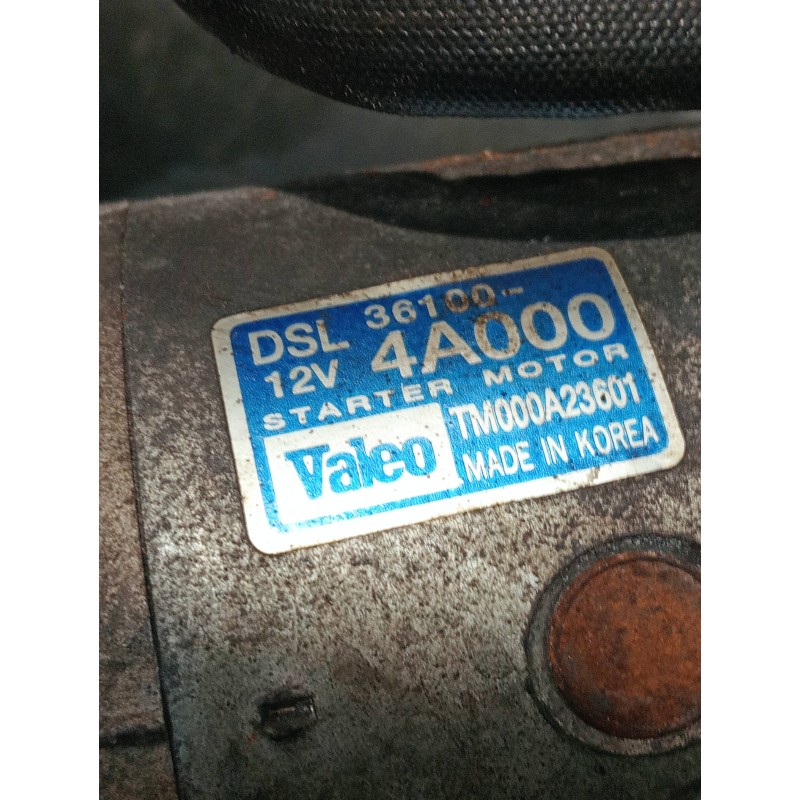 DSL 36100-
12V 4A000
STARTER MOTOR
Valeo TM000A23601
MADE IN KOREA